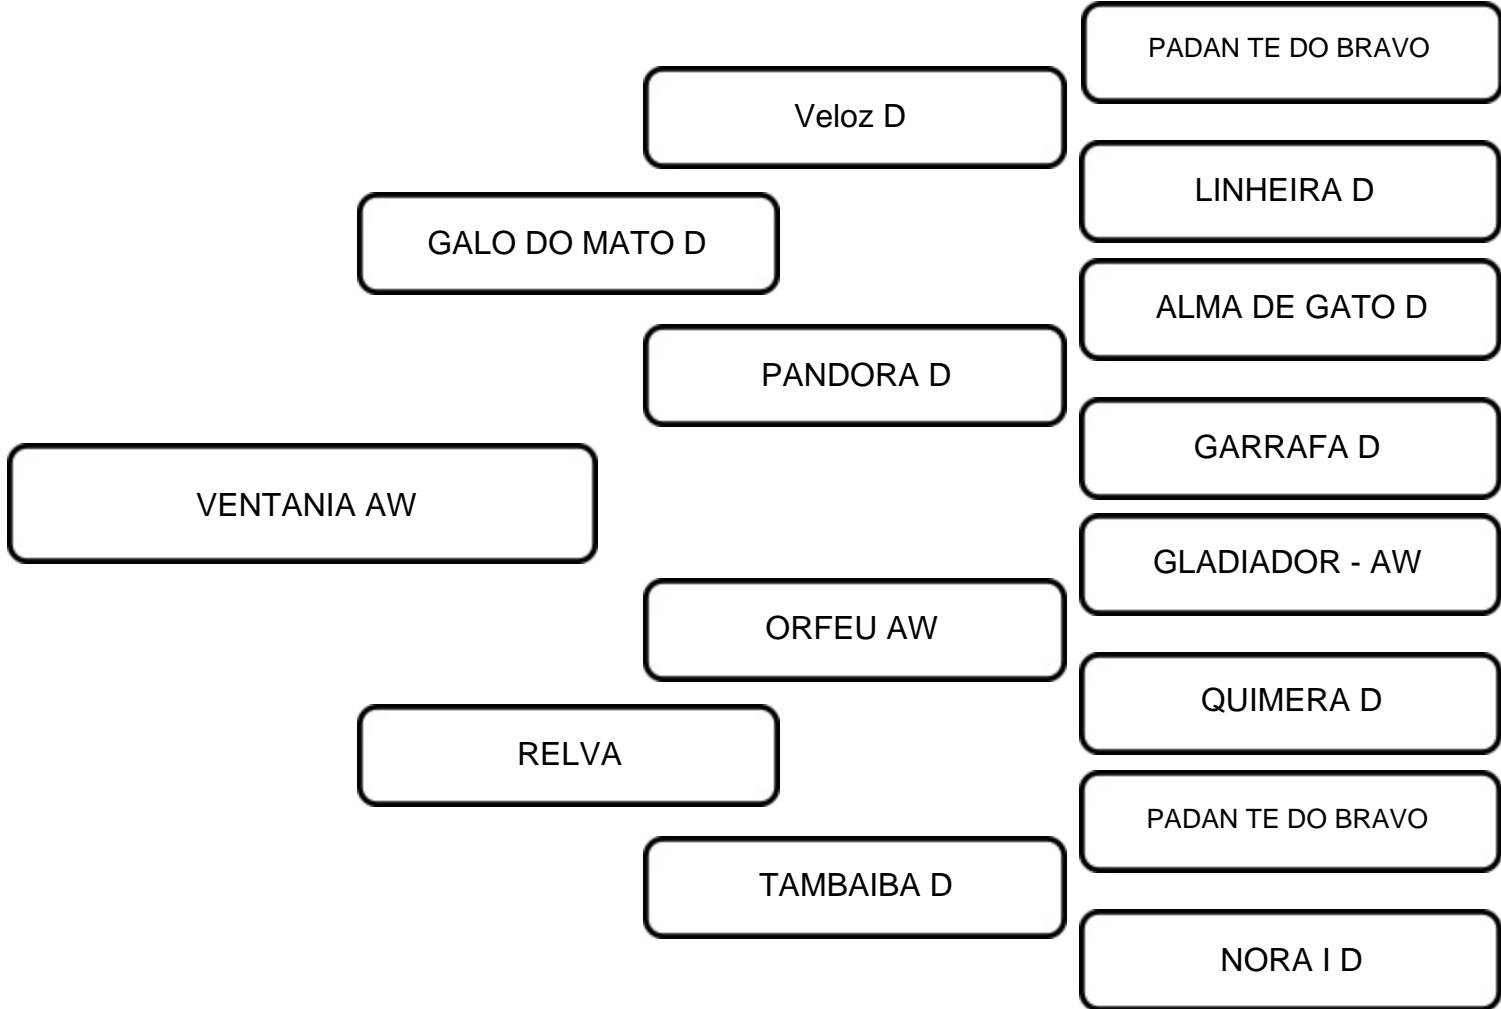 PADAN TE DO BRAVO
Veloz D
LINHEIRA D
GALO DO MATO D
ALMA DE GATO D
PANDORA D
GARRAFA D
VENTANIA AW
GLADIADOR - AW
ORFEU AW
QUIMERA D
RELVA
PADAN TE DO BRAVO
TAMBAIBA D
NORA I D